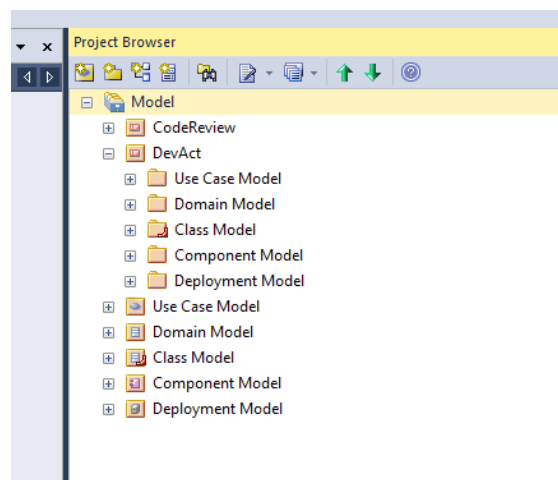 Project Browser
Model
CodeReview
DevAct
Use Case Model
Domain Model
Class Model
Component Model
Deployment Model
Use Case Model
Domain Model
Class Model
Component Model
Deployment Model